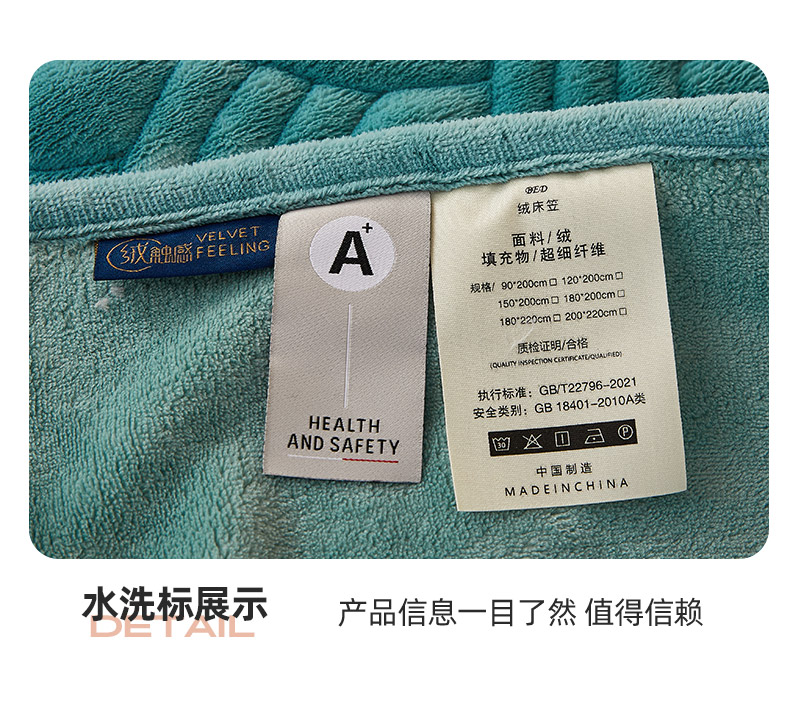 绒触感
VELVET
FEELING
A+
HEALTH
AND SAFETY
BED
绒床笠
面料/绒
填充物/超细纤维
规格/ 90*200cm□ 120*200cm□
150*200cm□ 180*200cm□
180*220cm□ 200*220cm□
质检证明/合格
(QUALITY INSPECTION CERTIFICATE/QUALIFIED)
执行标准：GB/T22796-2021
安全类别：GB 18401-2010A类
30 P
中国制造
MADEINCHINA
水洗标展示
DETAIL
产品信息一目了然 值得信赖